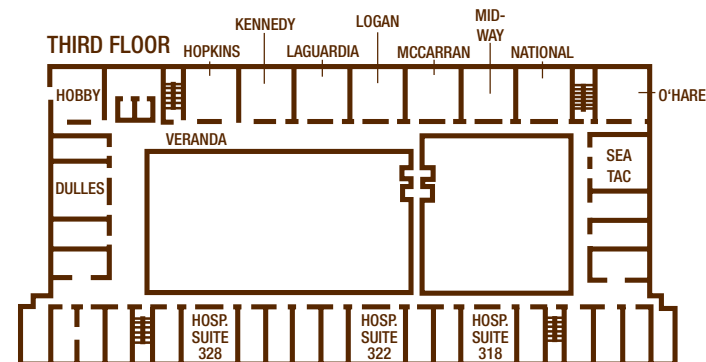 THIRD FLOOR
HOPKINS
KENNEDY
LAGUARDIA
LOGAN
MCCARRAN
MID-
WAY
NATIONAL
HOBBY
O‘HARE
VERANDA
DULLES
SEA
TAC
HOSP.
SUITE
328
HOSP.
SUITE
322
HOSP.
SUITE
318